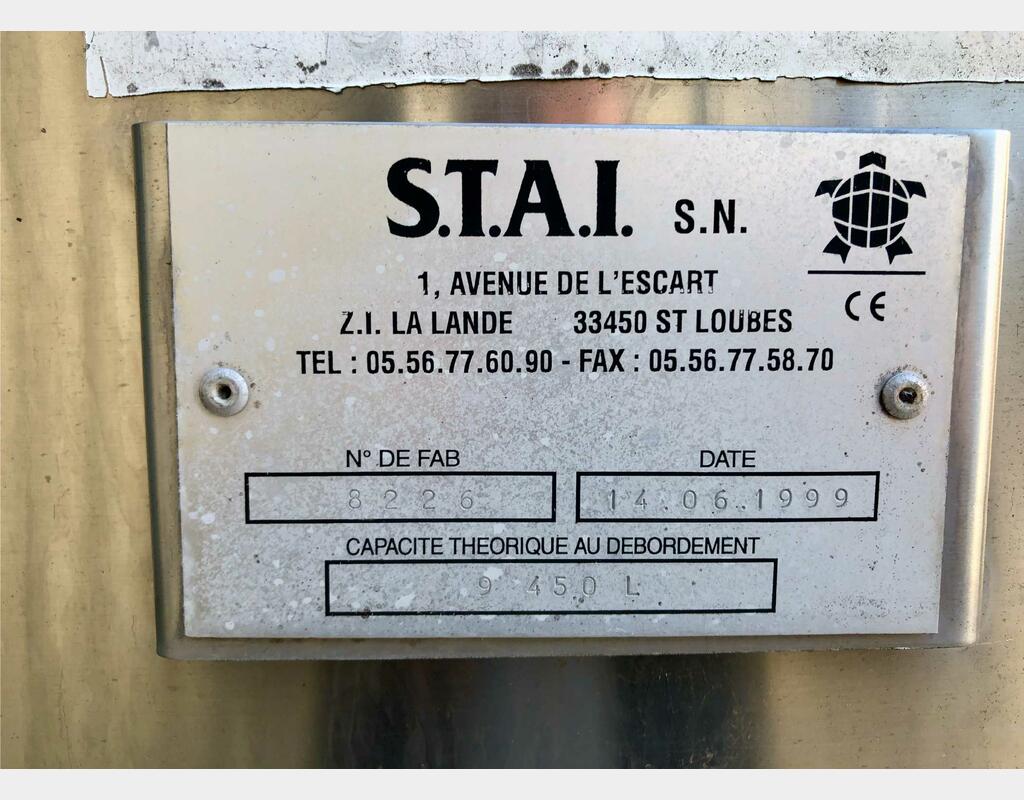 S.T.A.I. S.N.
1, AVENUE DE L'ESCART
Z.I. LA LANDE 33450 ST LOUBES
CE
TEL : 05.56.77.60.90 - FAX : 05.56.77.58.70
N° DE FAB DATE
8226 14.06.1999
CAPACITE THEORIQUE AU DEBORDEMENT
9 450 L